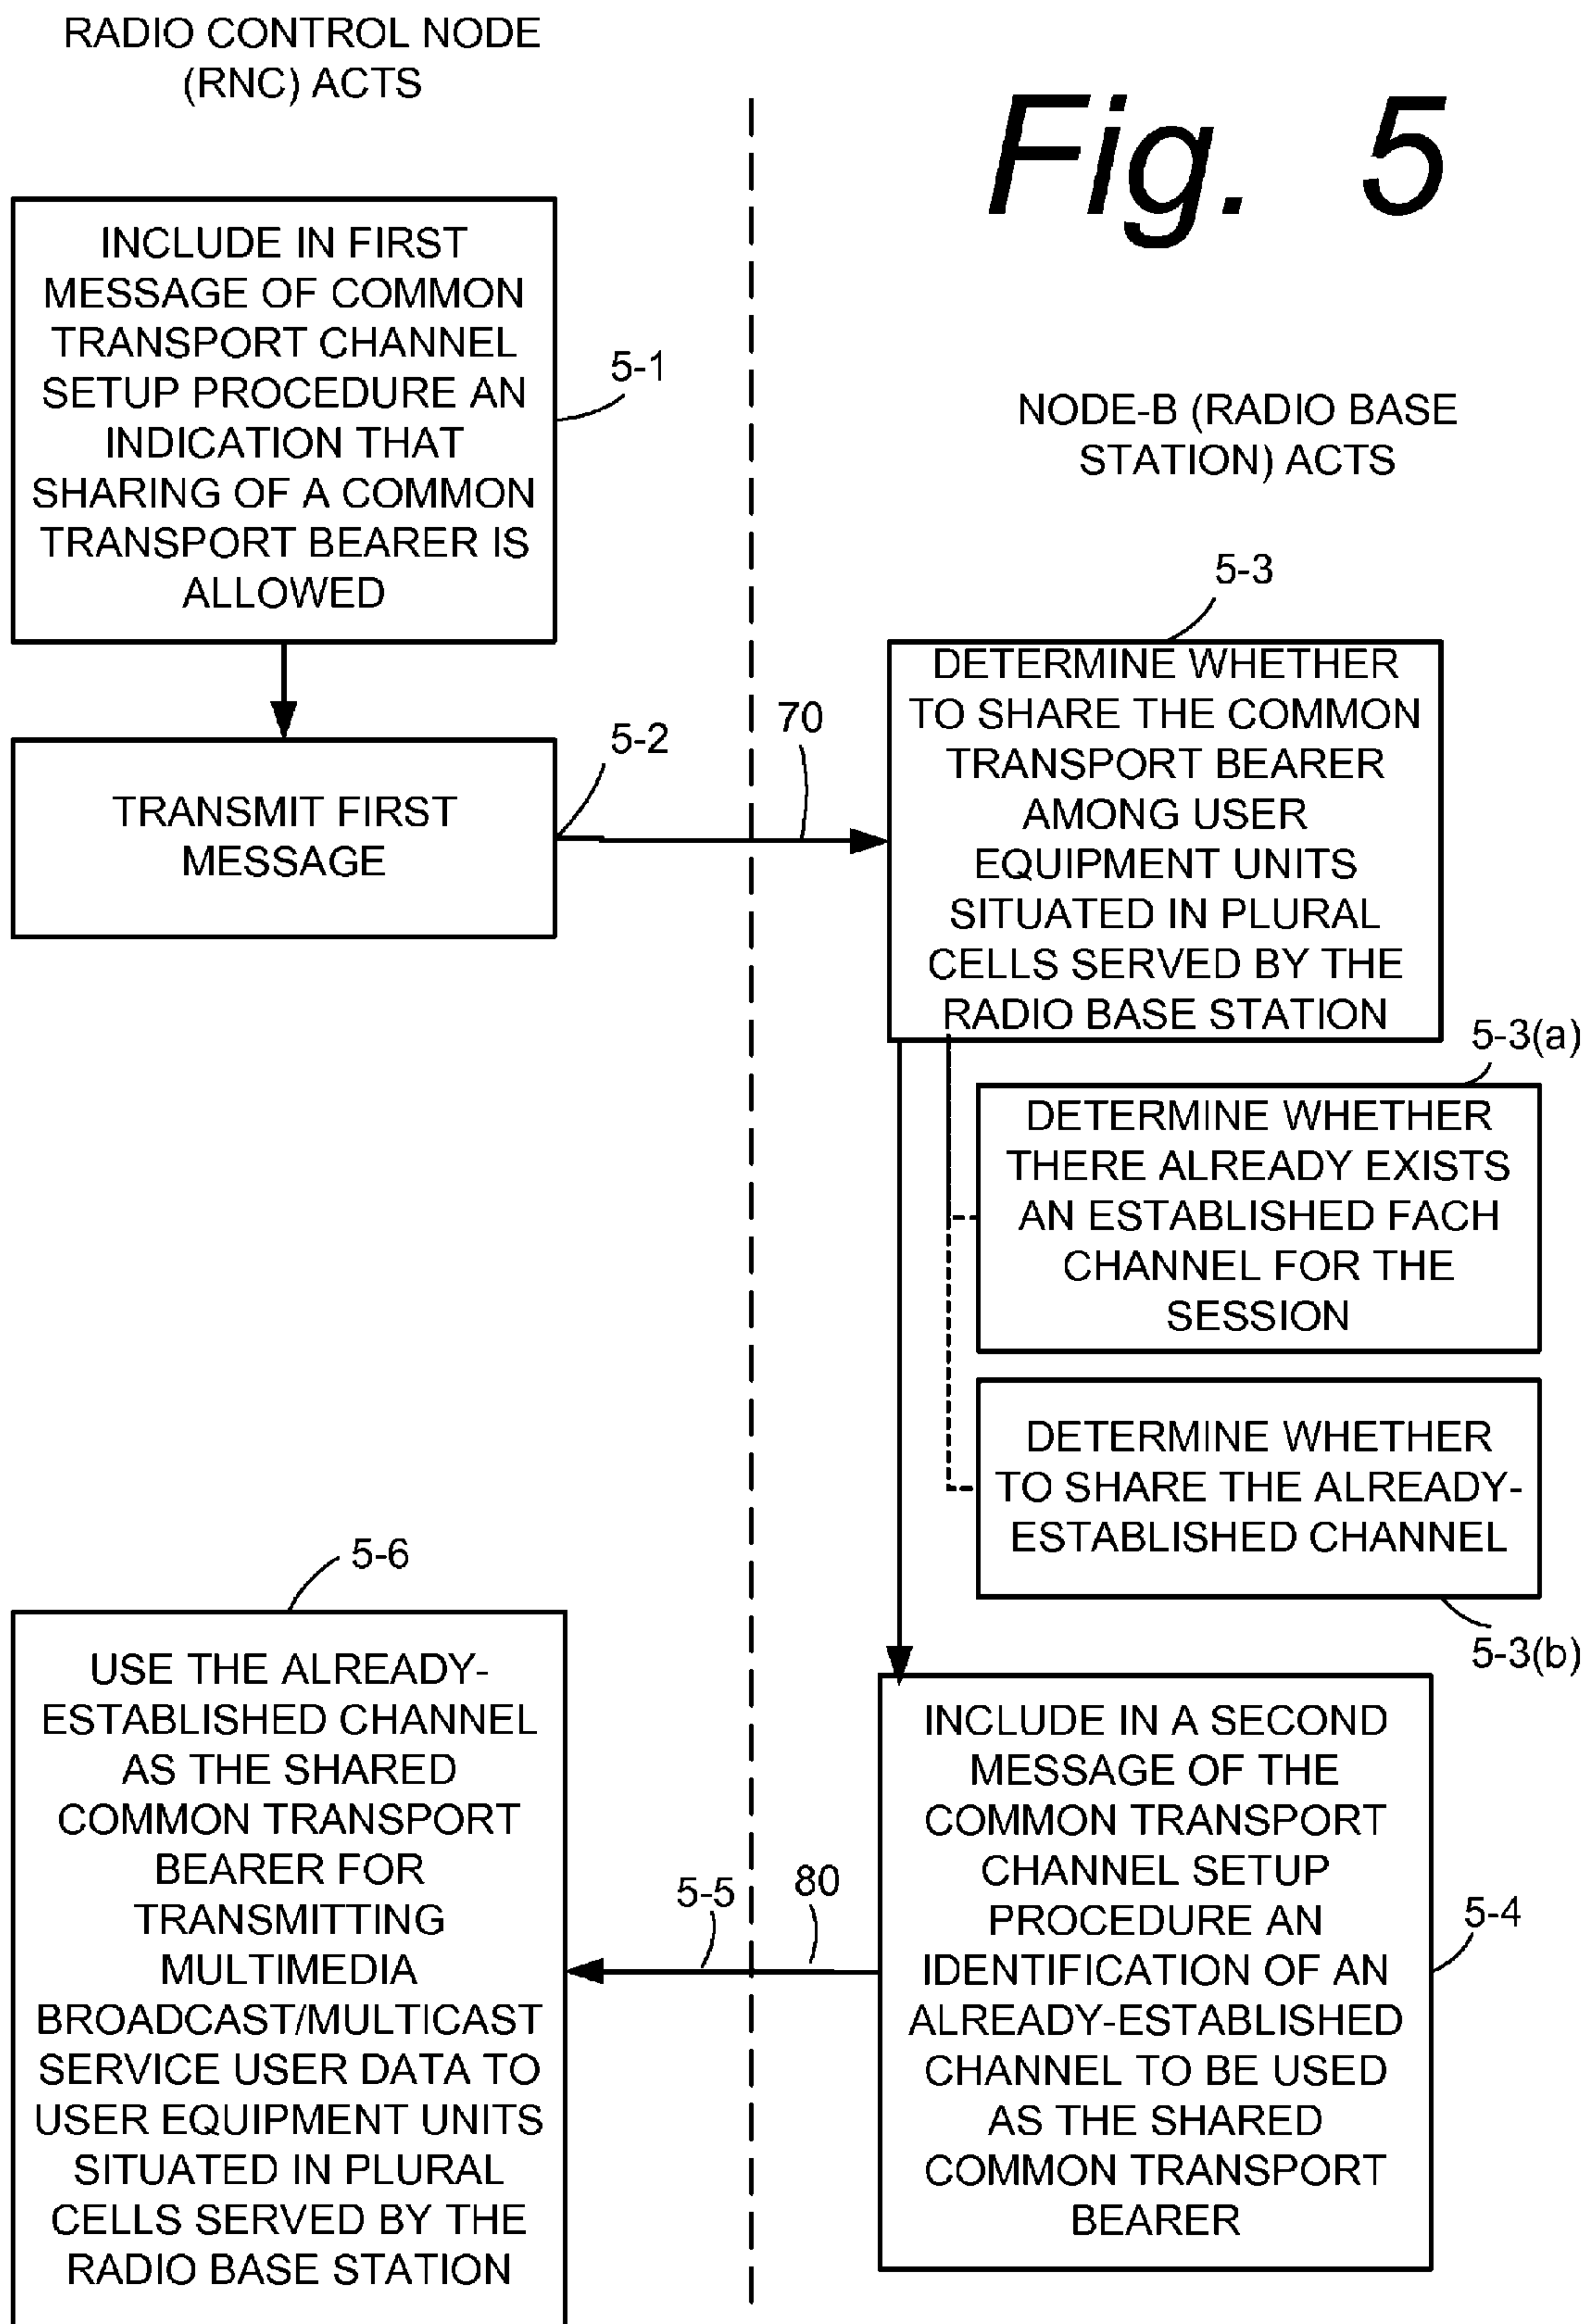 RADIO CONTROL NODE
(RNC) ACTS
Fig. 5
INCLUDE IN FIRST
MESSAGE OF COMMON
TRANSPORT CHANNEL
SETUP PROCEDURE AN
INDICATION THAT
SHARING OF A COMMON
TRANSPORT BEARER IS
ALLOWED
5-1
NODE-B (RADIO BASE
STATION) ACTS
TRANSMIT FIRST
MESSAGE
5-2
70
5-3
DETERMINE WHETHER
TO SHARE THE COMMON
TRANSPORT BEARER
AMONG USER
EQUIPMENT UNITS
SITUATED IN PLURAL
CELLS SERVED BY THE
RADIO BASE STATION
5-3(a)
DETERMINE WHETHER
THERE ALREADY EXISTS
AN ESTABLISHED FACH
CHANNEL FOR THE
SESSION
DETERMINE WHETHER
TO SHARE THE ALREADY-
ESTABLISHED CHANNEL
5-3(b)
INCLUDE IN A SECOND
MESSAGE OF THE
COMMON TRANSPORT
CHANNEL SETUP
PROCEDURE AN
IDENTIFICATION OF AN
ALREADY-ESTABLISHED
CHANNEL TO BE USED
AS THE SHARED
COMMON TRANSPORT
BEARER
5-4
80
5-5
5-6
USE THE ALREADY-
ESTABLISHED CHANNEL
AS THE SHARED
COMMON TRANSPORT
BEARER FOR
TRANSMITTING
MULTIMEDIA
BROADCAST/MULTICAST
SERVICE USER DATA TO
USER EQUIPMENT UNITS
SITUATED IN PLURAL
CELLS SERVED BY THE
RADIO BASE STATION